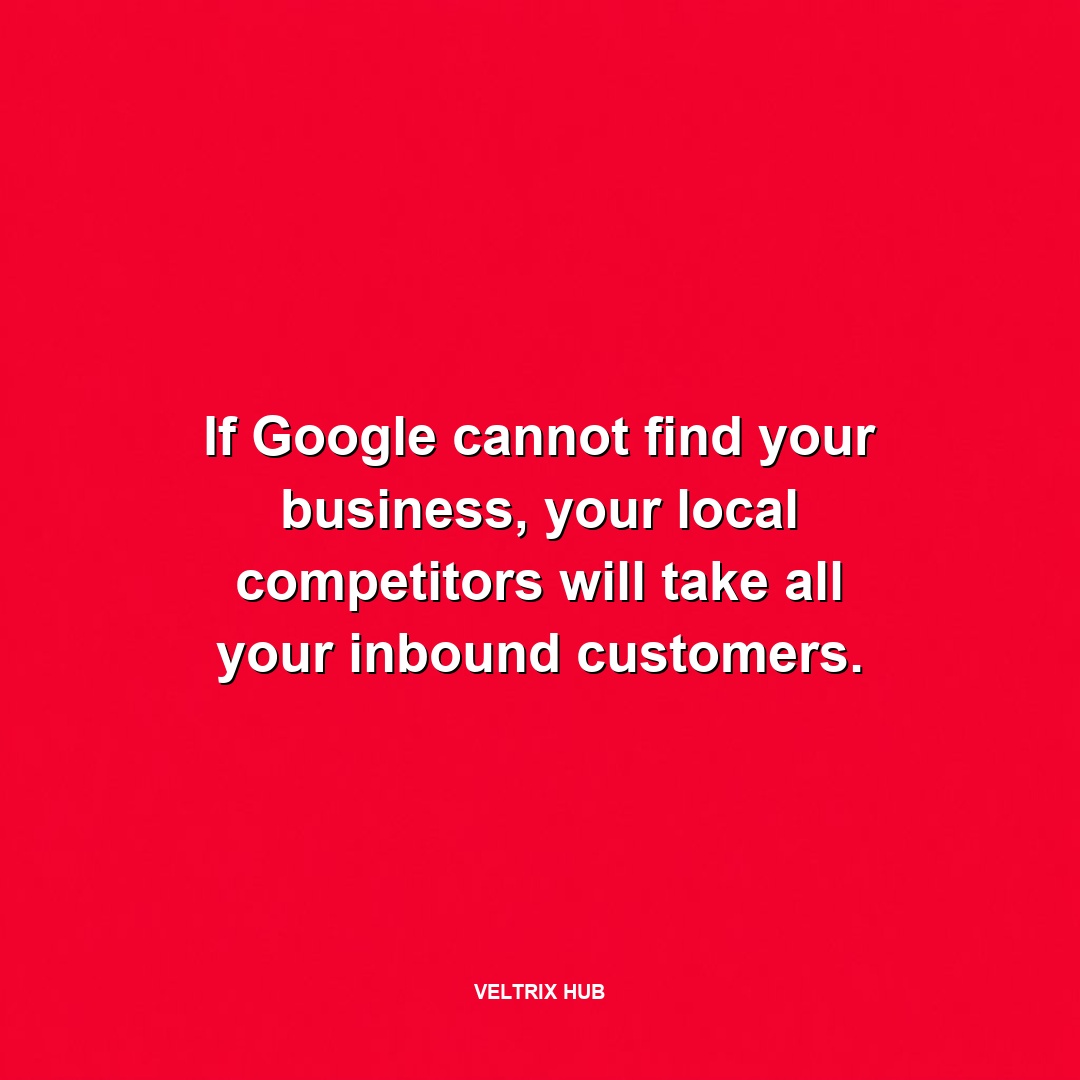 If Google cannot find your
business, your local
competitors will take all
your inbound customers.
VELTRIX HUB